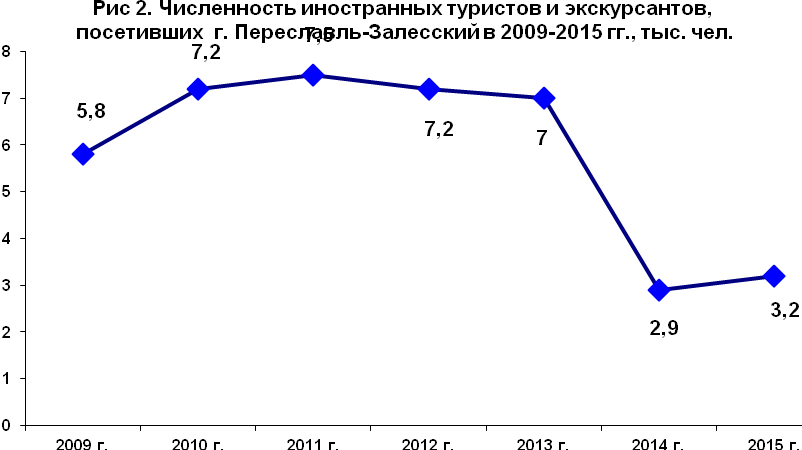 Рис 2. Численность иностранных туристов и экскурсантов,
посетивших г. Переславль-Залесский в 2009-2015 гг., тыс. чел.
8
7
6
5
4
3
2
1
0
5,8
7,2
7,5
7,2
7
2,9
3,2
2009 г.
2010 г.
2011 г.
2012 г.
2013 г.
2014 г.
2015 г.